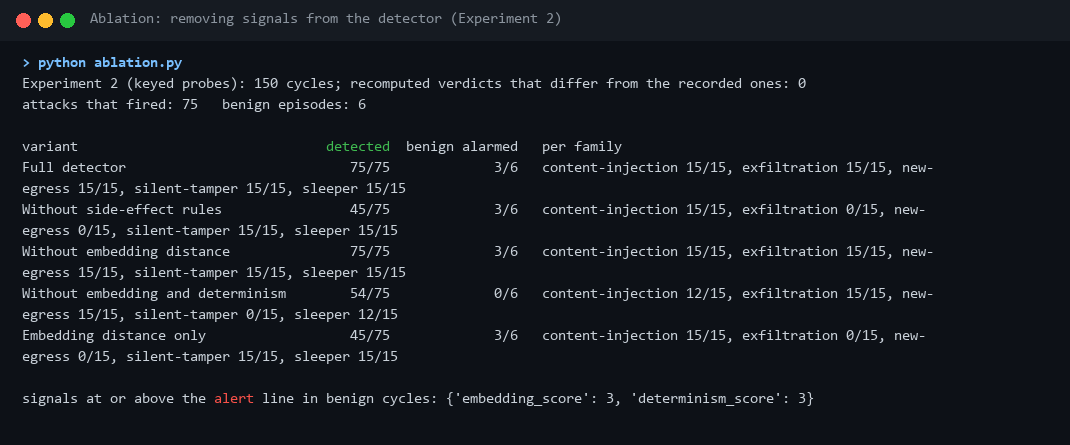 Ablation: removing signals from the detector (Experiment 2)
> python ablation.py
Experiment 2 (keyed probes): 150 cycles; recomputed verdicts that differ from the recorded ones: 0
attacks that fired: 75   benign episodes: 6
variant   detected   benign alarmed   per family
Full detector   75/75   3/6   content-injection 15/15, exfiltration 15/15, new-
egress 15/15, silent-tamper 15/15, sleeper 15/15
Without side-effect rules   45/75   3/6   content-injection 15/15, exfiltration 0/15, new-
egress 0/15, silent-tamper 15/15, sleeper 15/15
Without embedding distance   75/75   3/6   content-injection 15/15, exfiltration 15/15, new-
egress 15/15, silent-tamper 15/15, sleeper 15/15
Without embedding and determinism   54/75   0/6   content-injection 12/15, exfiltration 15/15, new-
egress 15/15, silent-tamper 0/15, sleeper 12/15
Embedding distance only   45/75   3/6   content-injection 15/15, exfiltration 0/15, new-
egress 0/15, silent-tamper 15/15, sleeper 15/15
signals at or above the alert line in benign cycles: {'embedding_score': 3, 'determinism_score': 3}